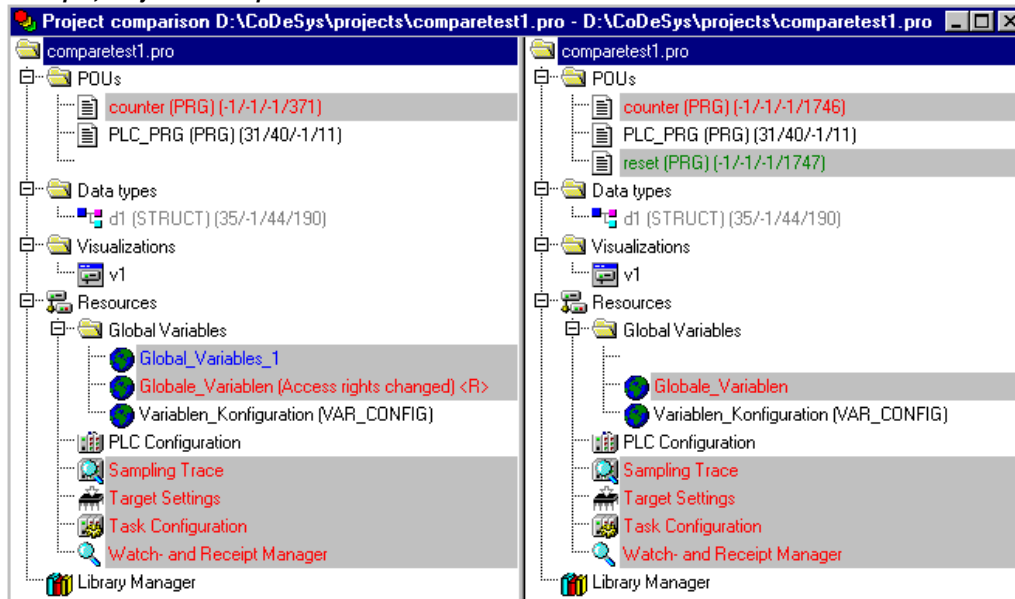 Project comparison D:\CoDeSys\projects\comparetest1.pro - D:\CoDeSys\projects\comparetest1.pro
comparetest1.pro
POUs
counter (PRG) (-1/-1/-1/371)
PLC_PRG (PRG) (31/40/-1/11)
Data types
d1 (STRUCT) (35/-1/44/190)
Visualizations
v1
Resources
Global Variables
Global_Variables_1
Globale_Variablen (Access rights changed) <R>
Variablen_Konfiguration (VAR_CONFIG)
PLC Configuration
Sampling Trace
Target Settings
Task Configuration
Watch- and Receipt Manager
Library Manager
comparetest1.pro
POUs
counter (PRG) (-1/-1/-1/1746)
PLC_PRG (PRG) (31/40/-1/11)
reset (PRG) (-1/-1/-1/1747)
Data types
d1 (STRUCT) (35/-1/44/190)
Visualizations
v1
Resources
Global Variables
Globale_Variablen
Variablen_Konfiguration (VAR_CONFIG)
PLC Configuration
Sampling Trace
Target Settings
Task Configuration
Watch- and Receipt Manager
Library Manager